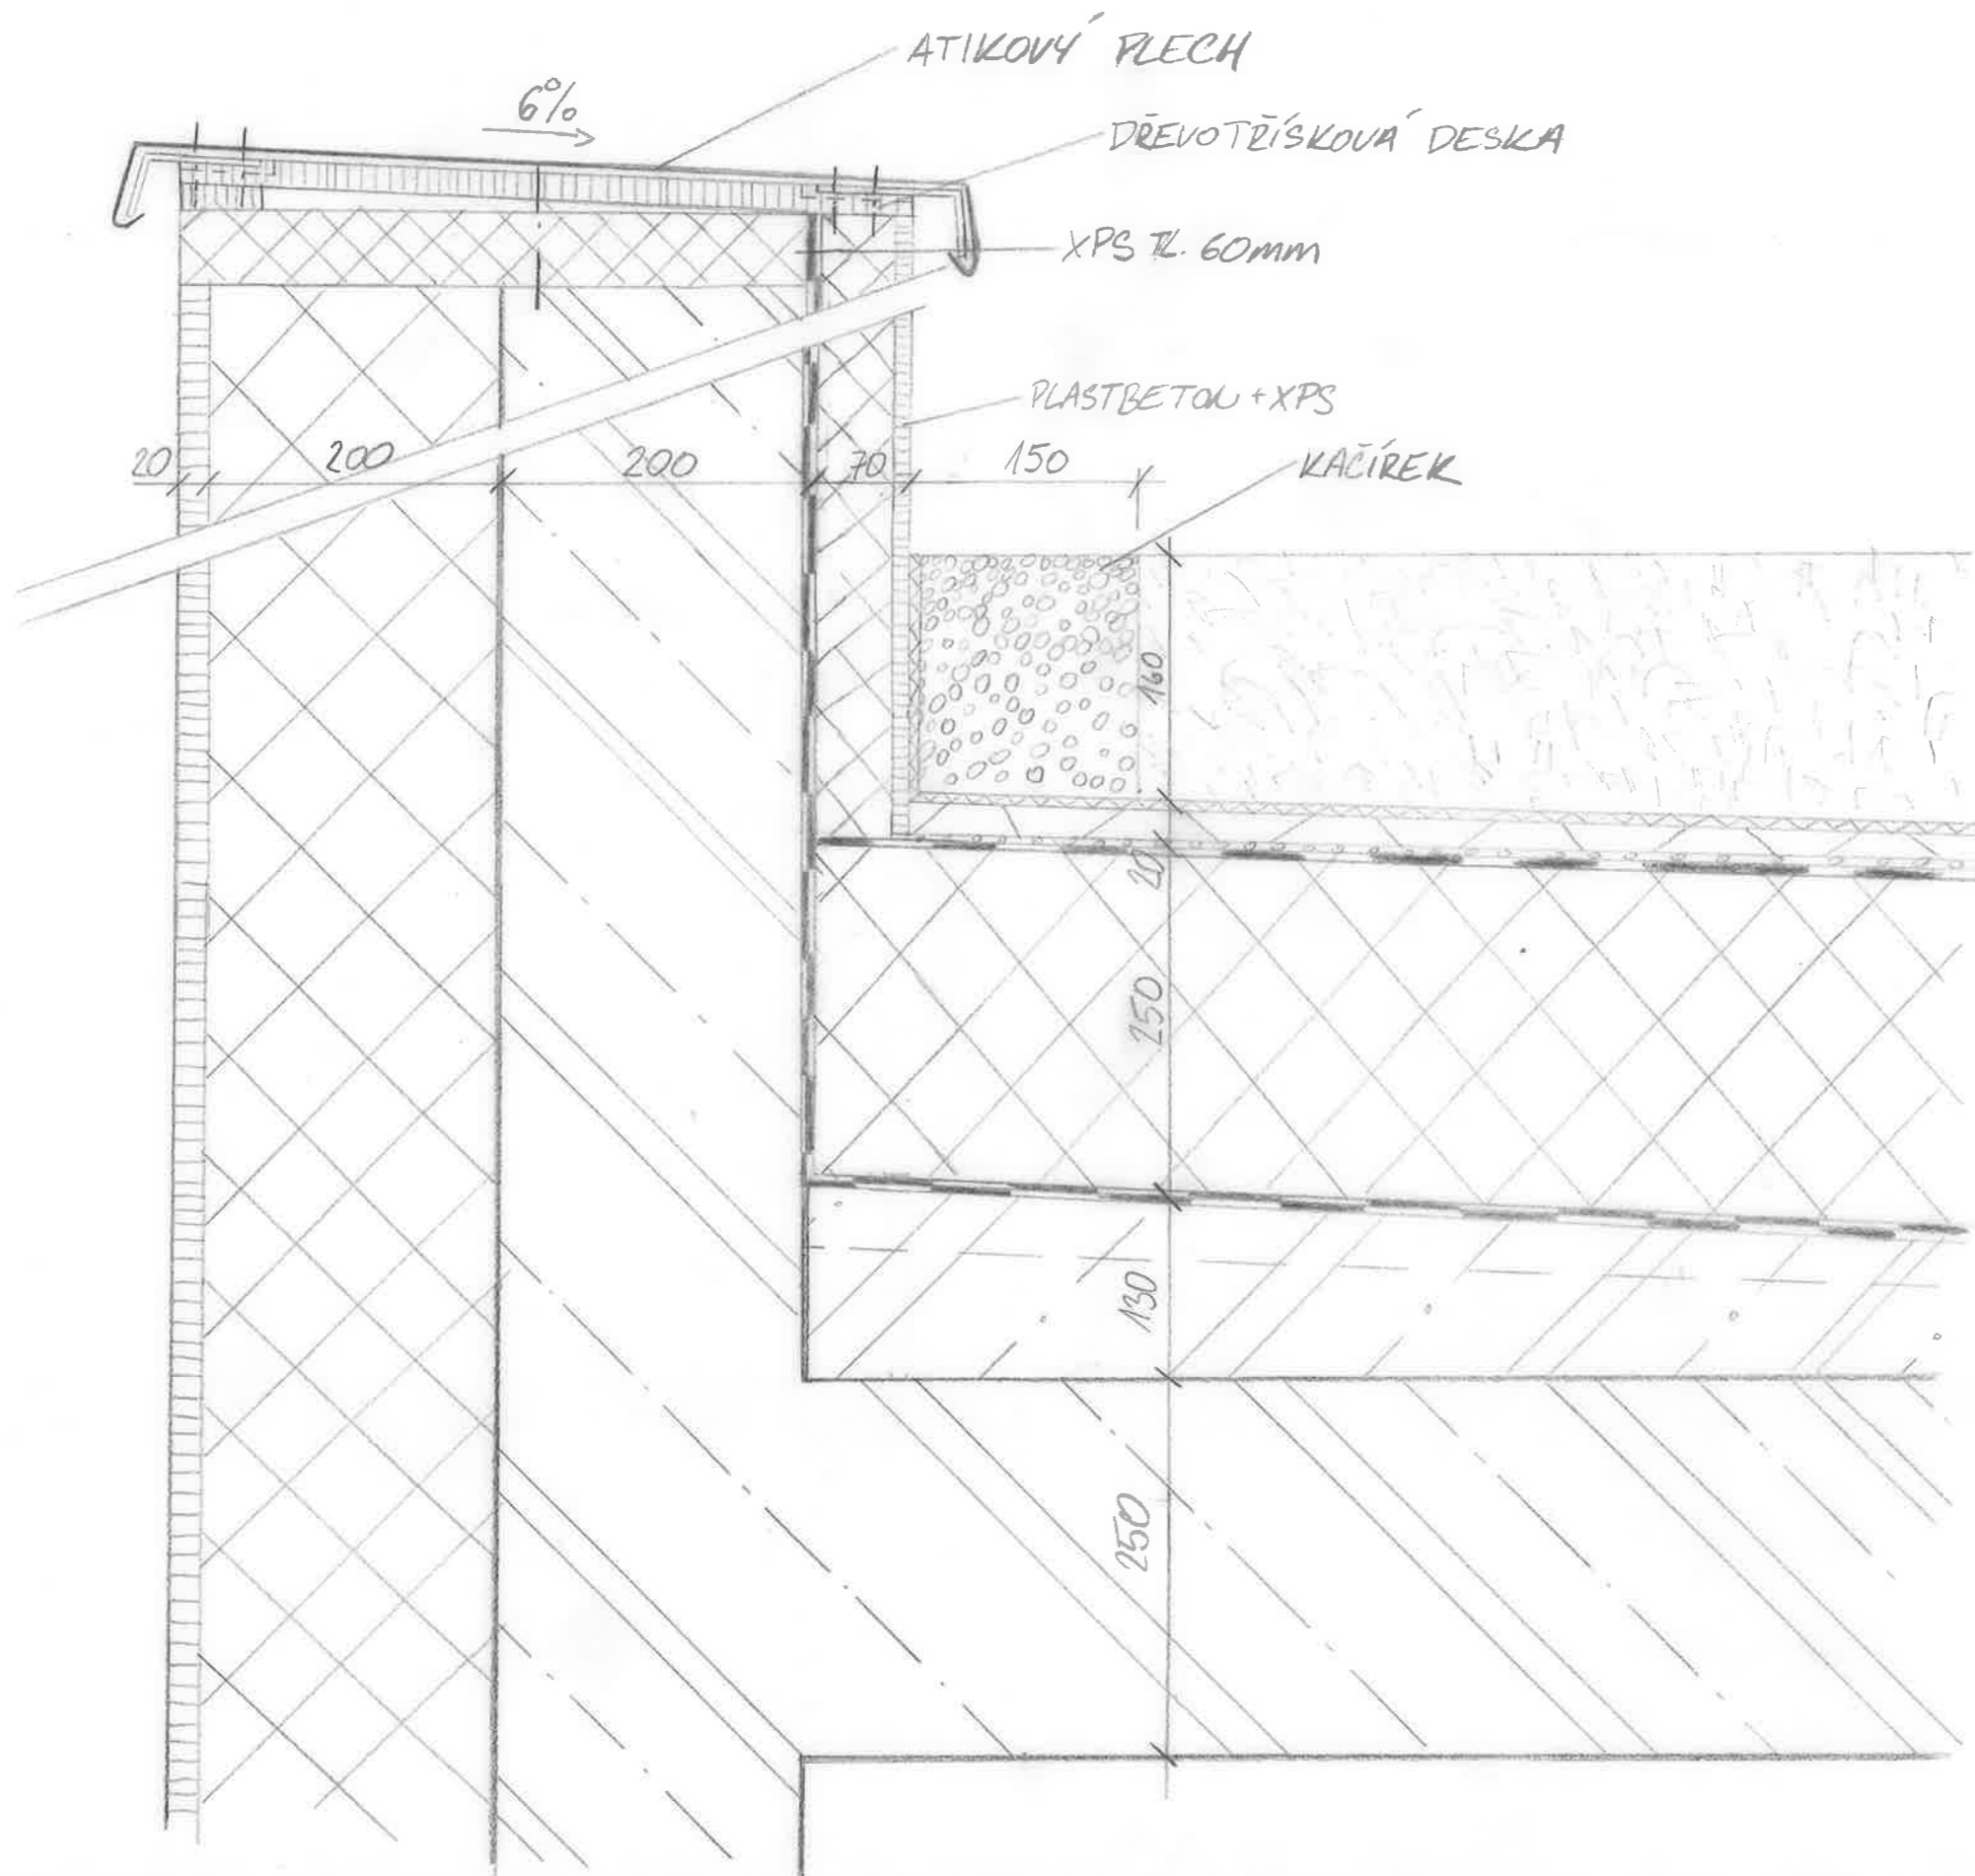 ATIKOVÝ PLECH
6%
DŘEVOTŘÍSKOVÁ DESKA
XPS TL. 60mm
PLASTBETON + XPS
20 200 200 70 150
KAČÍREK
160
20
250
130
250